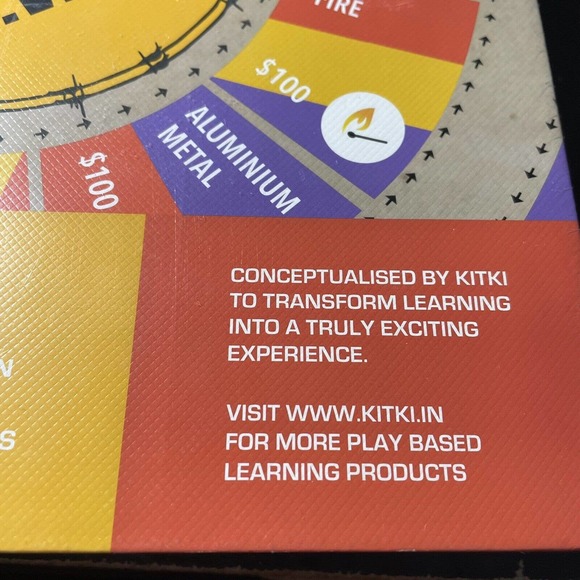 FIRE
$100
ALUMINIUM
METAL
$100
CONCEPTUALISED BY KITKI
TO TRANSFORM LEARNING
INTO A TRULY EXCITING
EXPERIENCE.
VISIT WWW.KITKI.IN
FOR MORE PLAY BASED
LEARNING PRODUCTS
N
S